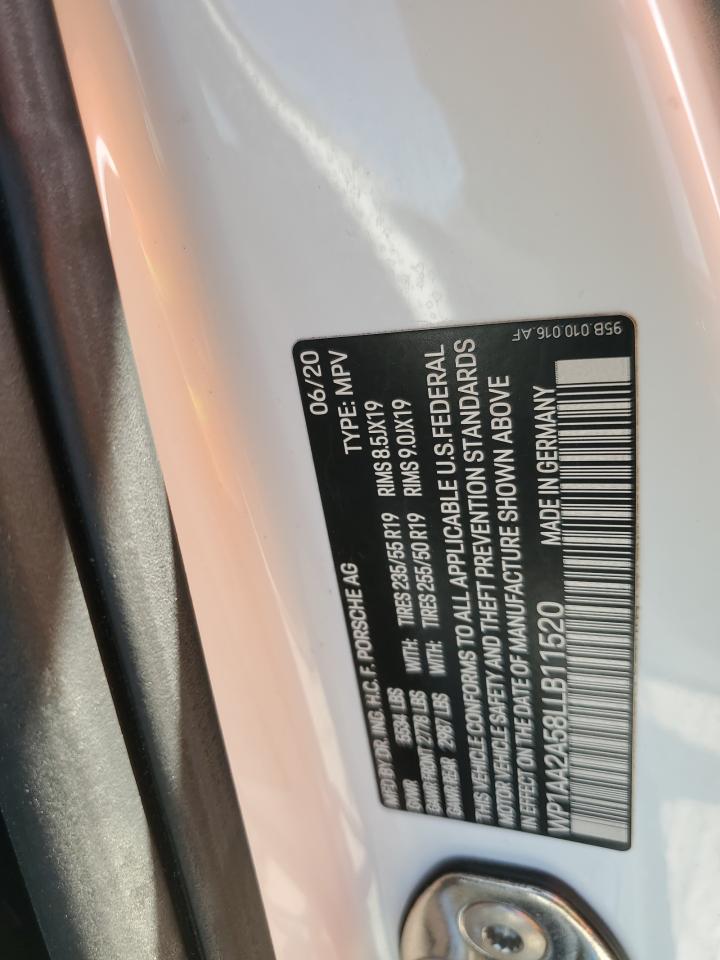 MFD BY DR. ING. H.C. F. PORSCHE AG 06/20
GVWR 5534 LBS TYPE: MPV
GAWR FRONT 2778 LBS WITH: TIRES 235/55 R19 RIMS 8.5JX19
GAWR REAR 2987 LBS WITH: TIRES 255/50 R19 RIMS 9.0JX19
THIS VEHICLE CONFORMS TO ALL APPLICABLE U.S. FEDERAL
MOTOR VEHICLE SAFETY AND THEFT PREVENTION STANDARDS
IN EFFECT ON THE DATE OF MANUFACTURE SHOWN ABOVE
WP1AA2A58LLB11520 MADE IN GERMANY
95B.010.016.AF